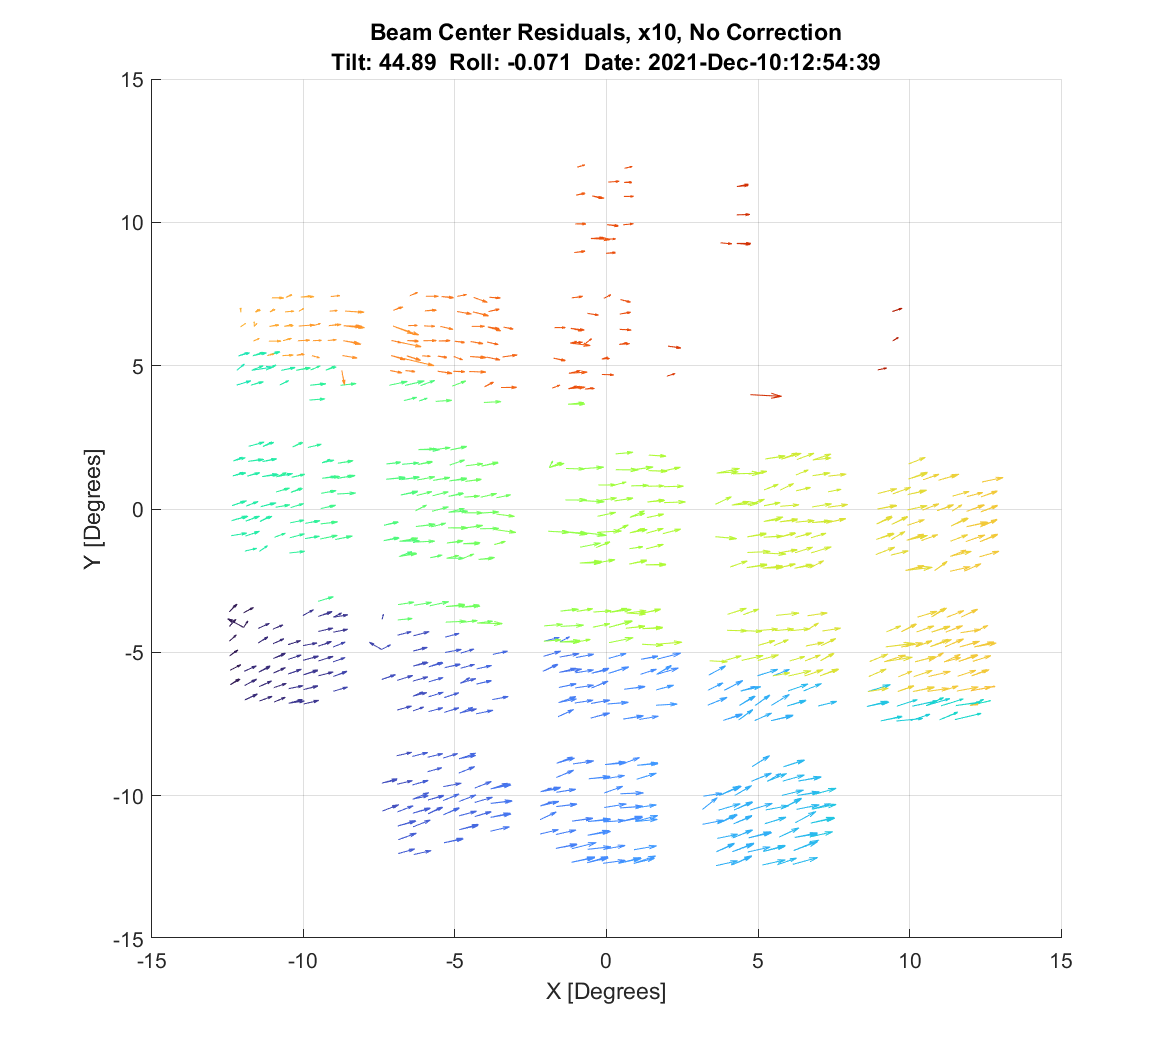 Beam Center Residuals, x10, No Correction
Tilt: 44.89 Roll: -0.071 Date: 2021-Dec-10:12:54:39
15
10
5
0
-5
-10
-15
Y [Degrees]
-15 -10 -5 0 5 10 15
X [Degrees]